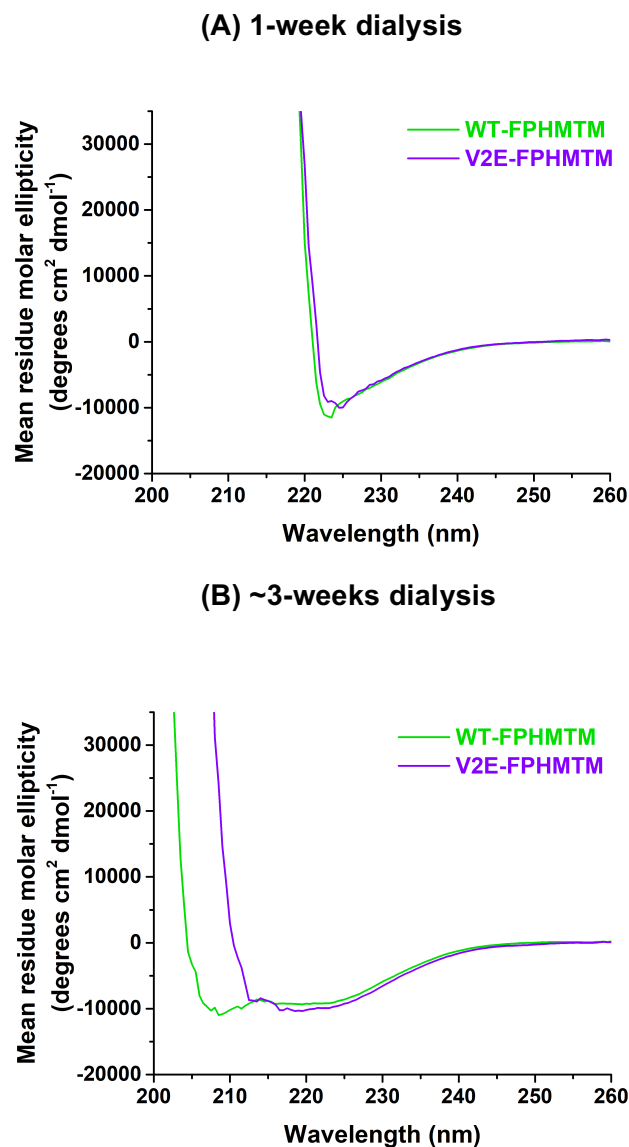 (A) 1-week dialysis
WT-FPHMTM
V2E-FPHMTM
30000
20000
10000
0
-10000
-20000
Mean residue molar ellipticity
(degrees cm² dmol⁻¹)
200 210 220 230 240 250 260
Wavelength (nm)
(B) ~3-weeks dialysis
WT-FPHMTM
V2E-FPHMTM
30000
20000
10000
0
-10000
-20000
Mean residue molar ellipticity
(degrees cm² dmol⁻¹)
200 210 220 230 240 250 260
Wavelength (nm)